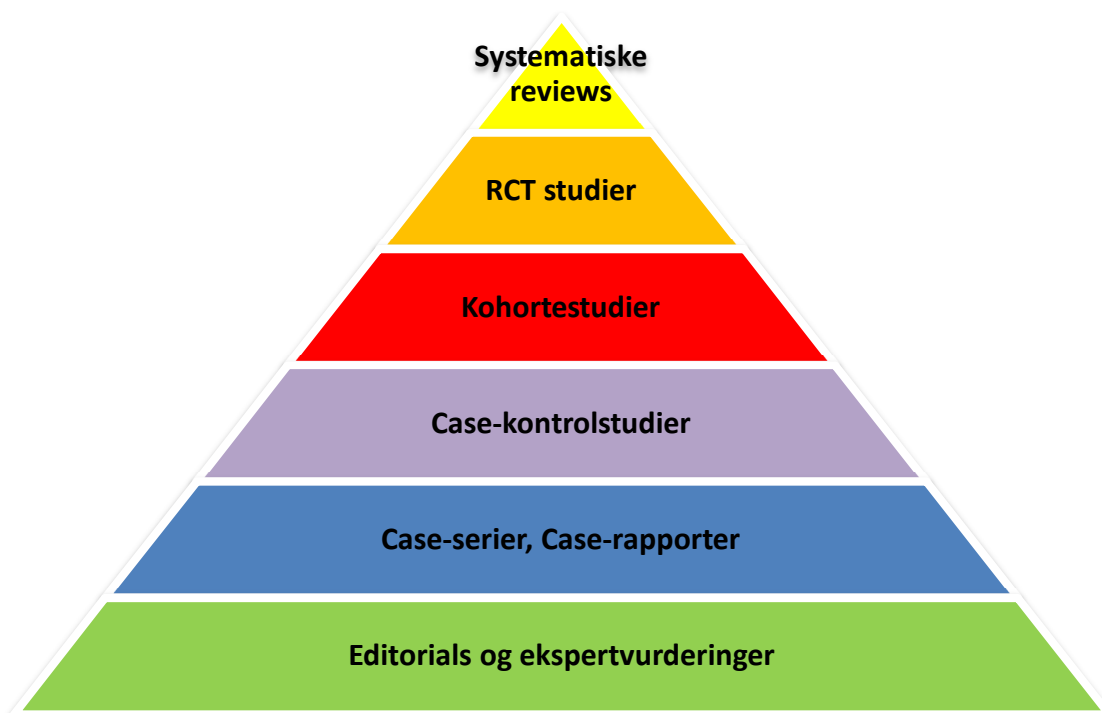 Systematiske
reviews
RCT studier
Kohortestudier
Case-kontrolstudier
Case-serier, Case-rapporter
Editorials og ekspertvurderinger